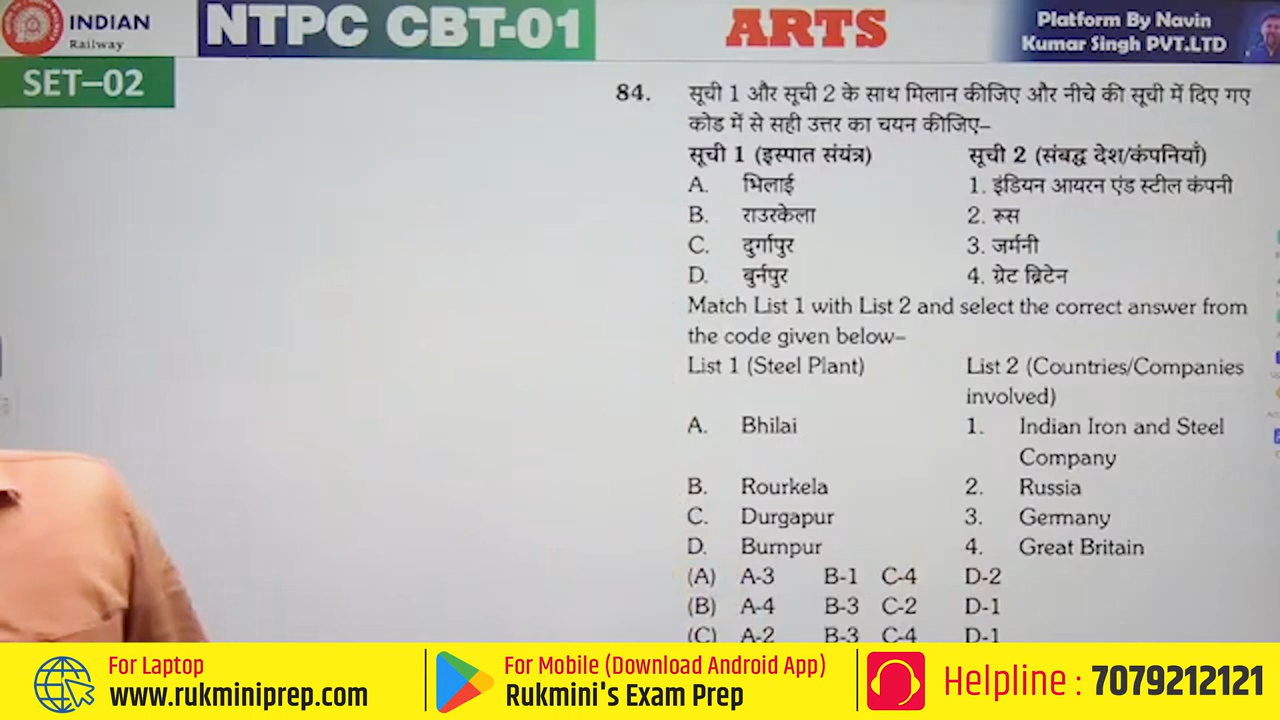 INDIAN
Railway
NTPC CBT-01
ARTS
Platform By Navin
Kumar Singh PVT.LTD
SET–02
84. सूची 1 और सूची 2 के साथ मिलान कीजिए और नीचे की सूची में दिए गए
कोड में से सही उत्तर का चयन कीजिए–
सूची 1 (इस्पात संयंत्र) सूची 2 (संबद्ध देश/कंपनियाँ)
A. भिलाई 1. इंडियन आयरन एंड स्टील कंपनी
B. राउरकेला 2. रूस
C. दुर्गापुर 3. जर्मनी
D. बुर्नपुर 4. ग्रेट ब्रिटेन
Match List 1 with List 2 and select the correct answer from
the code given below–
List 1 (Steel Plant) List 2 (Countries/Companies
involved)
A. Bhilai 1. Indian Iron and Steel
Company
B. Rourkela 2. Russia
C. Durgapur 3. Germany
D. Burnpur 4. Great Britain
(A) A-3 B-1 C-4 D-2
(B) A-4 B-3 C-2 D-1
(C) A-2 B-3 C-4 D-1
For Laptop
www.rukminiprep.com
For Mobile (Download Android App)
Rukmini's Exam Prep
Helpline : 7079212121